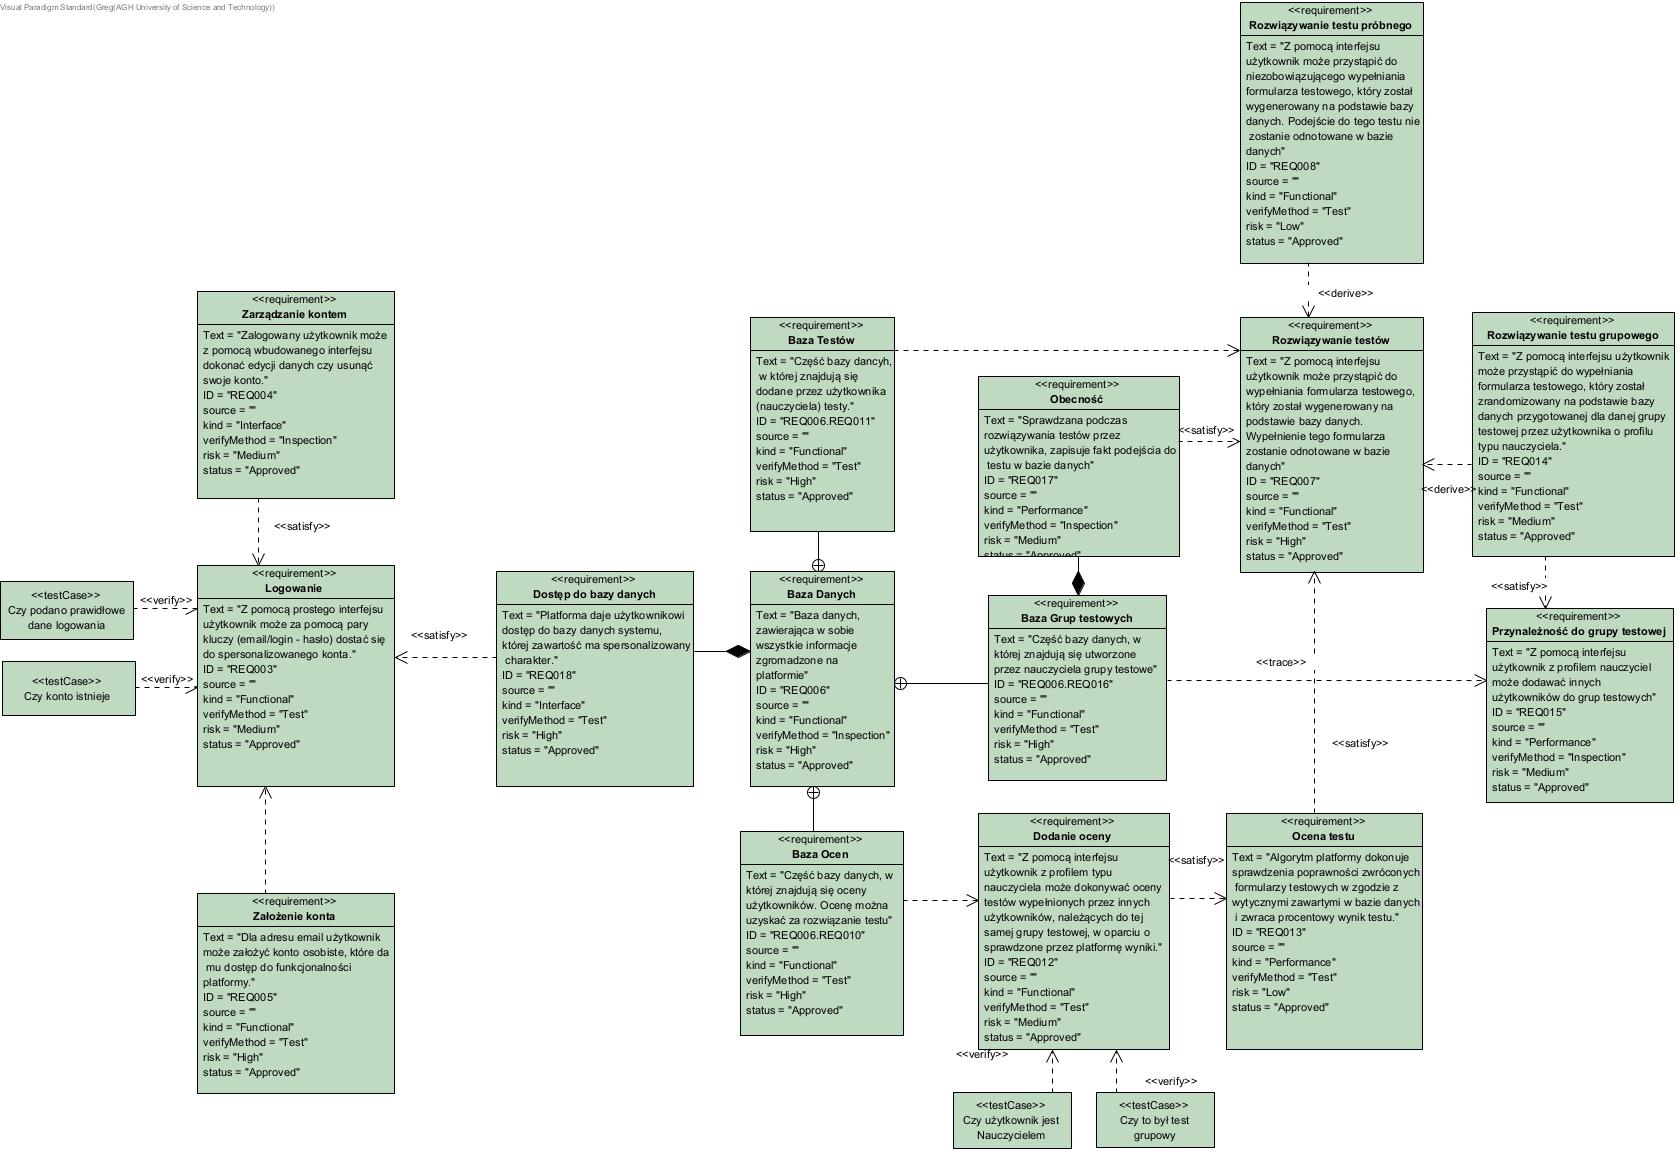 Visual Paradigm Standard(Greg(AGH University of Science and Technology))
<<requirement>>
Rozwiązywanie testu próbnego
Text = "Z pomocą interfejsu
użytkownik może przystąpić do
niezobowiązującego wypełniania
formularza testowego, który został
wygenerowany na podstawie bazy
danych. Podejście do tego testu nie
zostanie odnotowane w bazie
danych"
ID = "REQ008"
source = ""
kind = "Functional"
verifyMethod = "Test"
risk = "Low"
status = "Approved"
<<derive>>
<<requirement>>
Zarządzanie kontem
Text = "Zalogowany użytkownik może
z pomocą wbudowanego interfejsu
dokonać edycji danych czy usunąć
swoje konto."
ID = "REQ004"
source = ""
kind = "Interface"
verifyMethod = "Inspection"
risk = "Medium"
status = "Approved"
<<satisfy>>
<<requirement>>
Baza Testów
Text = "Część bazy dancyh,
w której znajdują się
dodane przez użytkownika
(nauczyciela) testy."
ID = "REQ006.REQ011"
source = ""
kind = "Functional"
verifyMethod = "Test"
risk = "High"
status = "Approved"
<<requirement>>
Obecność
Text = "Sprawdzana podczas
rozwiązywania testów przez
użytkownika, zapisuje fakt podejścia do
testu w bazie danych"
ID = "REQ017"
source = ""
kind = "Performance"
verifyMethod = "Inspection"
risk = "Medium"
status = "Approved"
<<satisfy>>
<<requirement>>
Rozwiązywanie testów
Text = "Z pomocą interfejsu
użytkownik może przystąpić do
wypełniania formularza testowego,
który został wygenerowany na
podstawie bazy danych.
Wypełnienie tego formularza
zostanie odnotowane w bazie
danych"
ID = "REQ007"
source = ""
kind = "Functional"
verifyMethod = "Test"
risk = "High"
status = "Approved"
<<derive>>
<<requirement>>
Rozwiązywanie testu grupowego
Text = "Z pomocą interfejsu użytkownik
może przystąpić do wypełniania
formularza testowego, który został
zrandomizowany na podstawie bazy
danych przygotowanej dla danej grupy
testowej przez użytkownika o profilu
typu nauczyciela."
ID = "REQ014"
source = ""
kind = "Functional"
verifyMethod = "Test"
risk = "Medium"
status = "Approved"
<<satisfy>>
<<testCase>>
Czy podano prawidłowe
dane logowania
<<verify>>
<<testCase>>
Czy konto istnieje
<<verify>>
<<requirement>>
Logowanie
Text = "Z pomocą prostego interfejsu
użytkownik może za pomocą pary
kluczy (email/login - hasło) dostać się
do spersonalizowanego konta."
ID = "REQ003"
source = ""
kind = "Functional"
verifyMethod = "Test"
risk = "Medium"
status = "Approved"
<<satisfy>>
<<requirement>>
Dostęp do bazy danych
Text = "Platforma daje użytkownikowi
dostęp do bazy danych systemu,
której zawartość ma spersonalizowany
charakter."
ID = "REQ018"
source = ""
kind = "Interface"
verifyMethod = "Test"
risk = "High"
status = "Approved"
<<requirement>>
Baza Danych
Text = "Baza danych,
zawierająca w sobie
wszystkie informacje
zgromadzone na
platformie"
ID = "REQ006"
source = ""
kind = "Functional"
verifyMethod = "Inspection"
risk = "High"
status = "Approved"
<<requirement>>
Baza Grup testowych
Text = "Część bazy danych, w
której znajdują się utworzone
przez nauczyciela grupy testowe"
ID = "REQ006.REQ016"
source = ""
kind = "Functional"
verifyMethod = "Test"
risk = "High"
status = "Approved"
<<trace>>
<<satisfy>>
<<requirement>>
Przynależność do grupy testowej
Text = "Z pomocą interfejsu
użytkownik z profilem nauczyciel
może dodawać innych
użytkowników do grup testowych"
ID = "REQ015"
source = ""
kind = "Performance"
verifyMethod = "Inspection"
risk = "Medium"
status = "Approved"
<<requirement>>
Założenie konta
Text = "Dla adresu email użytkownik
może założyć konto osobiste, które da
mu dostęp do funkcjonalności
platformy."
ID = "REQ005"
source = ""
kind = "Functional"
verifyMethod = "Test"
risk = "High"
status = "Approved"
<<requirement>>
Baza Ocen
Text = "Część bazy danych, w
której znajdują się oceny
użytkowników. Ocenę można
uzyskać za rozwiązanie testu"
ID = "REQ006.REQ010"
source = ""
kind = "Functional"
verifyMethod = "Test"
risk = "High"
status = "Approved"
<<requirement>>
Dodanie oceny
Text = "Z pomocą interfejsu
użytkownik z profilem typu
nauczyciela może dokonywać oceny
testów wypełnionych przez innych
użytkowników, należących do tej
samej grupy testowej, w oparciu o
sprawdzone przez platformę wyniki."
ID = "REQ012"
source = ""
kind = "Functional"
verifyMethod = "Test"
risk = "Medium"
status = "Approved"
<<satisfy>>
<<requirement>>
Ocena testu
Text = "Algorytm platformy dokonuje
sprawdzenia poprawności zwróconych
formularzy testowych w zgodzie z
wytycznymi zawartymi w bazie danych
i zwraca procentowy wynik testu."
ID = "REQ013"
source = ""
kind = "Performance"
verifyMethod = "Test"
risk = "Low"
status = "Approved"
<<verify>>
<<verify>>
<<testCase>>
Czy użytkownik jest
Nauczycielem
<<testCase>>
Czy to był test
grupowy